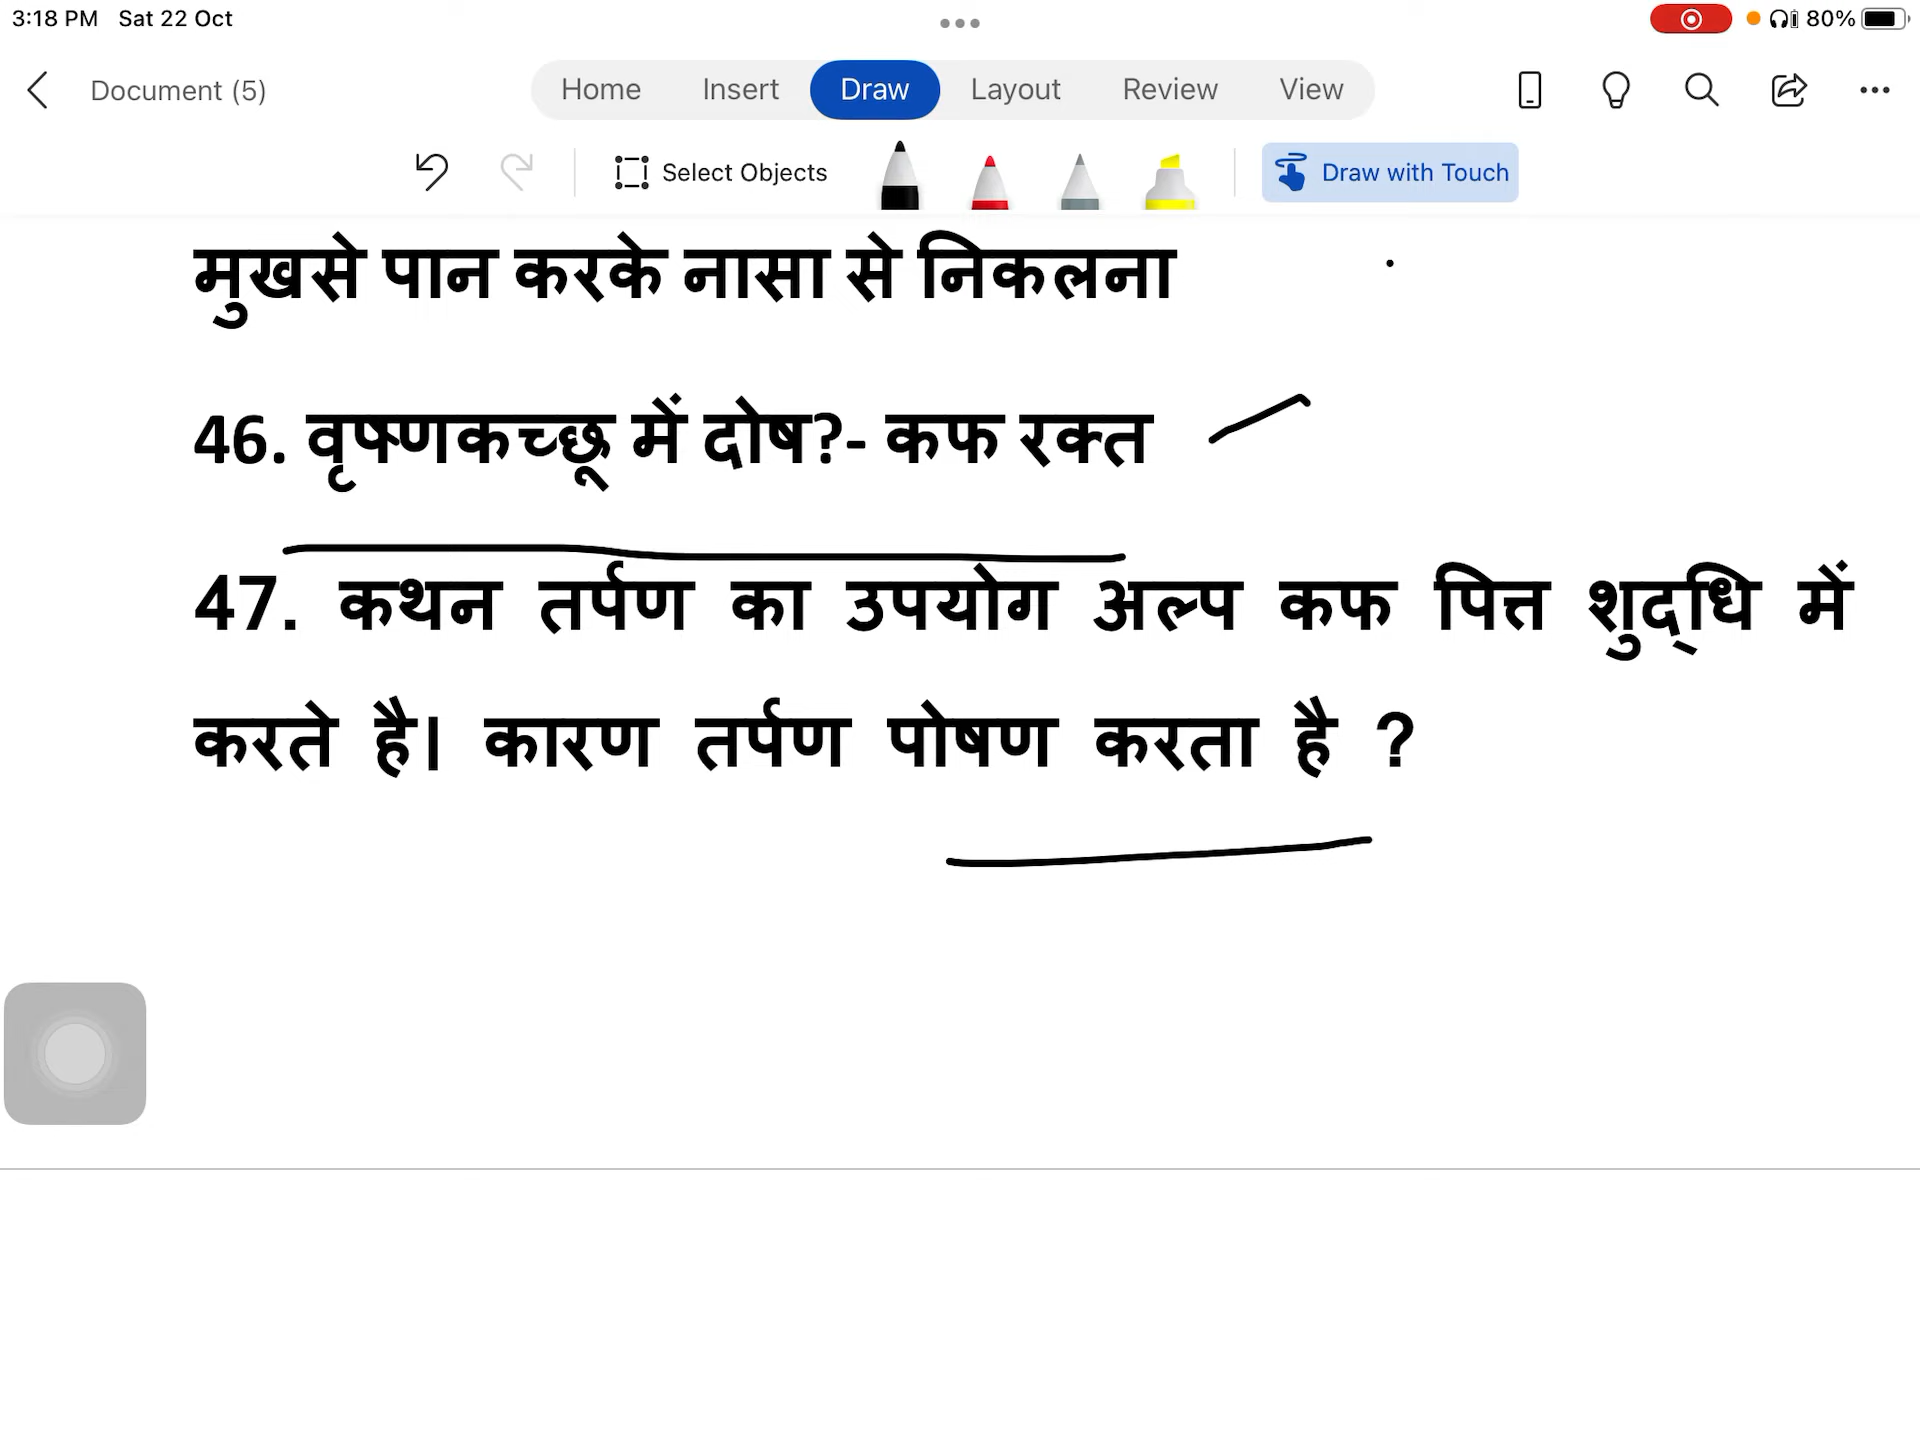 3:18 PM Sat 22 Oct 80%
Document (5) Home Insert Draw Layout Review View
Select Objects Draw with Touch
मुखसे पान करके नासा से निकलना
46. वृष्णकच्छू में दोष?- कफ रक्त
47. कथन तर्पण का उपयोग अल्प कफ पित्त शुद्धि में
करते है। कारण तर्पण पोषण करता है ?